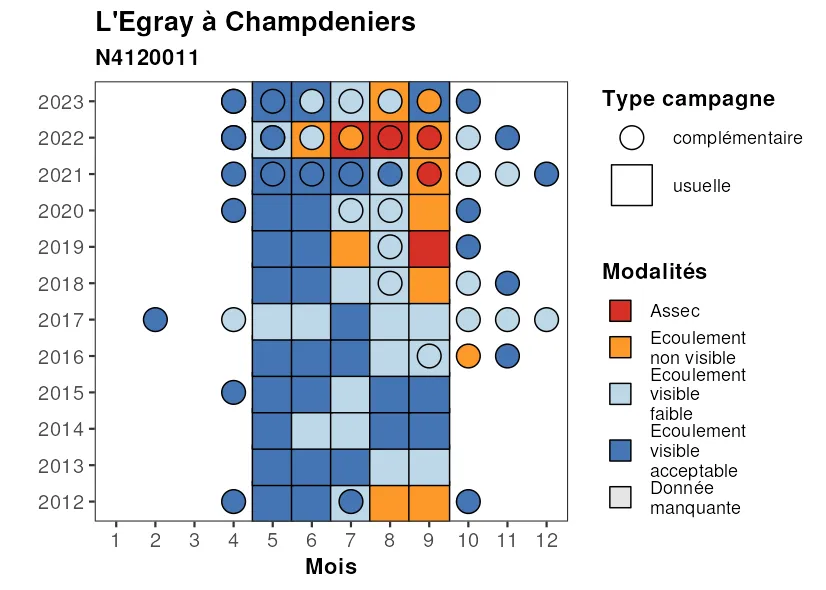 L'Egray à Champdeniers
N4120011
2023
2022
2021
2020
2019
2018
2017
2016
2015
2014
2013
2012
1 2 3 4 5 6 7 8 9 10 11 12
Mois
Type campagne
complémentaire
usuelle
Modalités
Assec
Ecoulement
non visible
Ecoulement
visible
faible
Ecoulement
visible
acceptable
Donnée
manquante